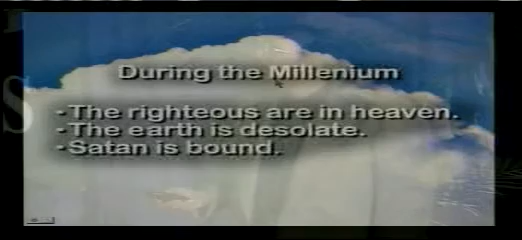 During the Millenium
-The righteous are in heaven.
-The earth is desolate.
-Satan is bound.